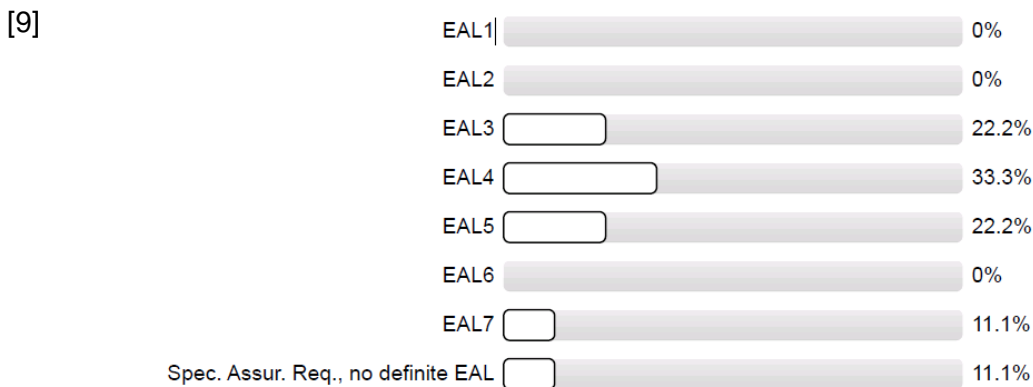 [9]
EAL1 0%
EAL2 0%
EAL3 22.2%
EAL4 33.3%
EAL5 22.2%
EAL6 0%
EAL7 11.1%
Spec. Assur. Req., no definite EAL 11.1%